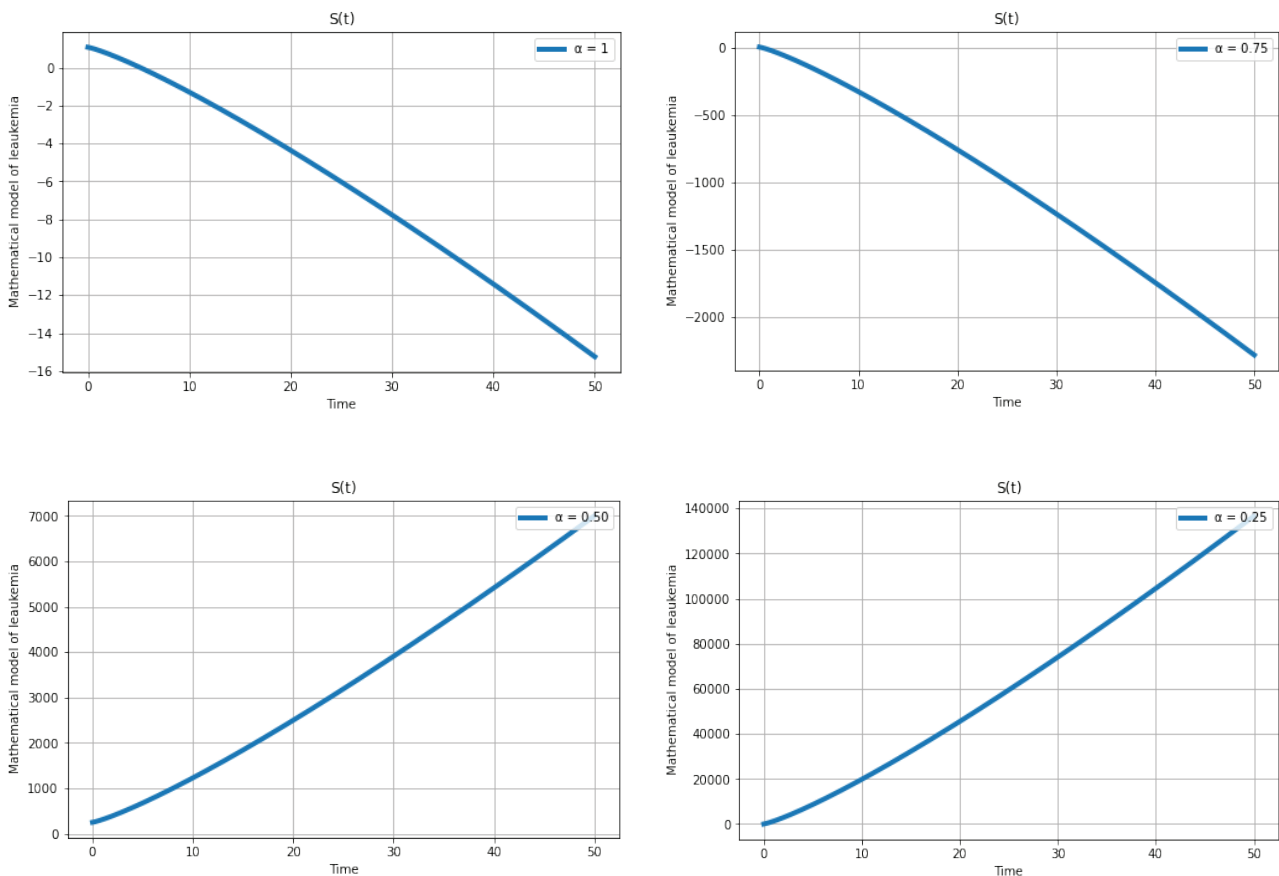 S(t)
α = 1
Mathematical model of leaukemia
0
−2
−4
−6
−8
−10
−12
−14
−16
0 10 20 30 40 50
Time
S(t)
α = 0.75
Mathematical model of leaukemia
0
−500
−1000
−1500
−2000
0 10 20 30 40 50
Time
S(t)
α = 0.50
Mathematical model of leaukemia
7000
6000
5000
4000
3000
2000
1000
0
0 10 20 30 40 50
Time
S(t)
α = 0.25
Mathematical model of leaukemia
140000
120000
100000
80000
60000
40000
20000
0
0 10 20 30 40 50
Time